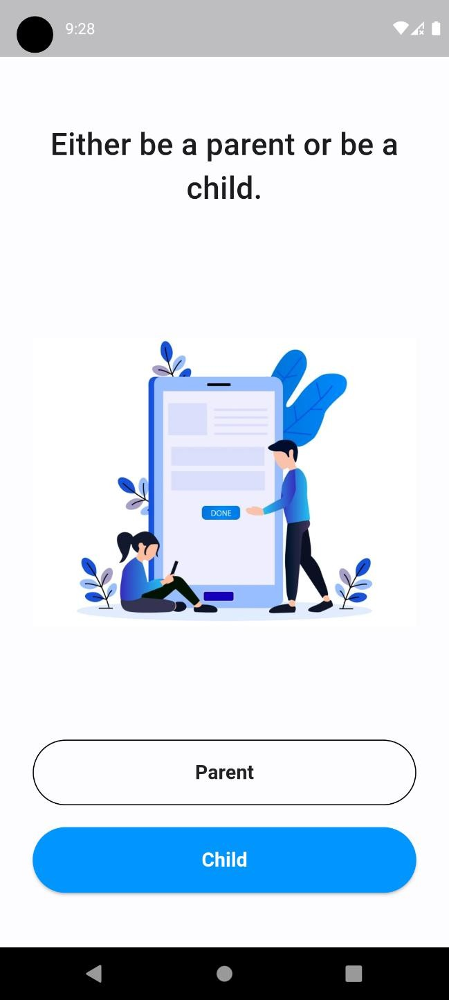 9:28
Either be a parent or be a
child.
DONE
Parent
Child